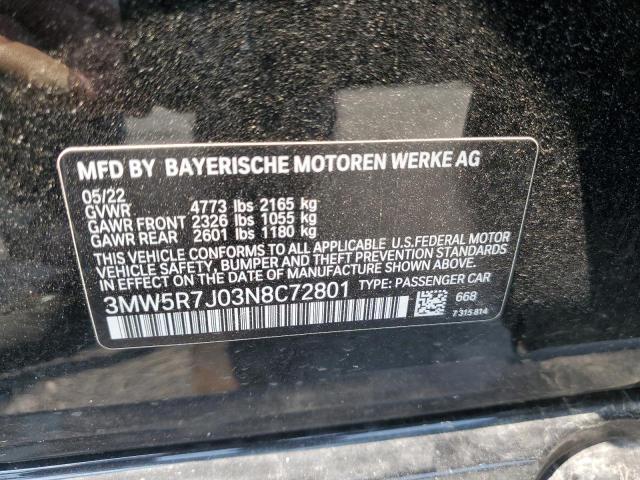 MFD BY BAYERISCHE MOTOREN WERKE AG
05/22
GVWR 4773 lbs 2165 kg
GAWR FRONT 2326 lbs 1055 kg
GAWR REAR 2601 lbs 1180 kg
THIS VEHICLE CONFORMS TO ALL APPLICABLE U.S.FEDERAL MOTOR
VEHICLE SAFETY, BUMPER AND THEFT PREVENTION STANDARDS
IN EFFECT ON THE DATE OF MANUFACTURE SHOWN ABOVE.
3MW5R7J03N8C72801 TYPE: PASSENGER CAR
668
7 315 814